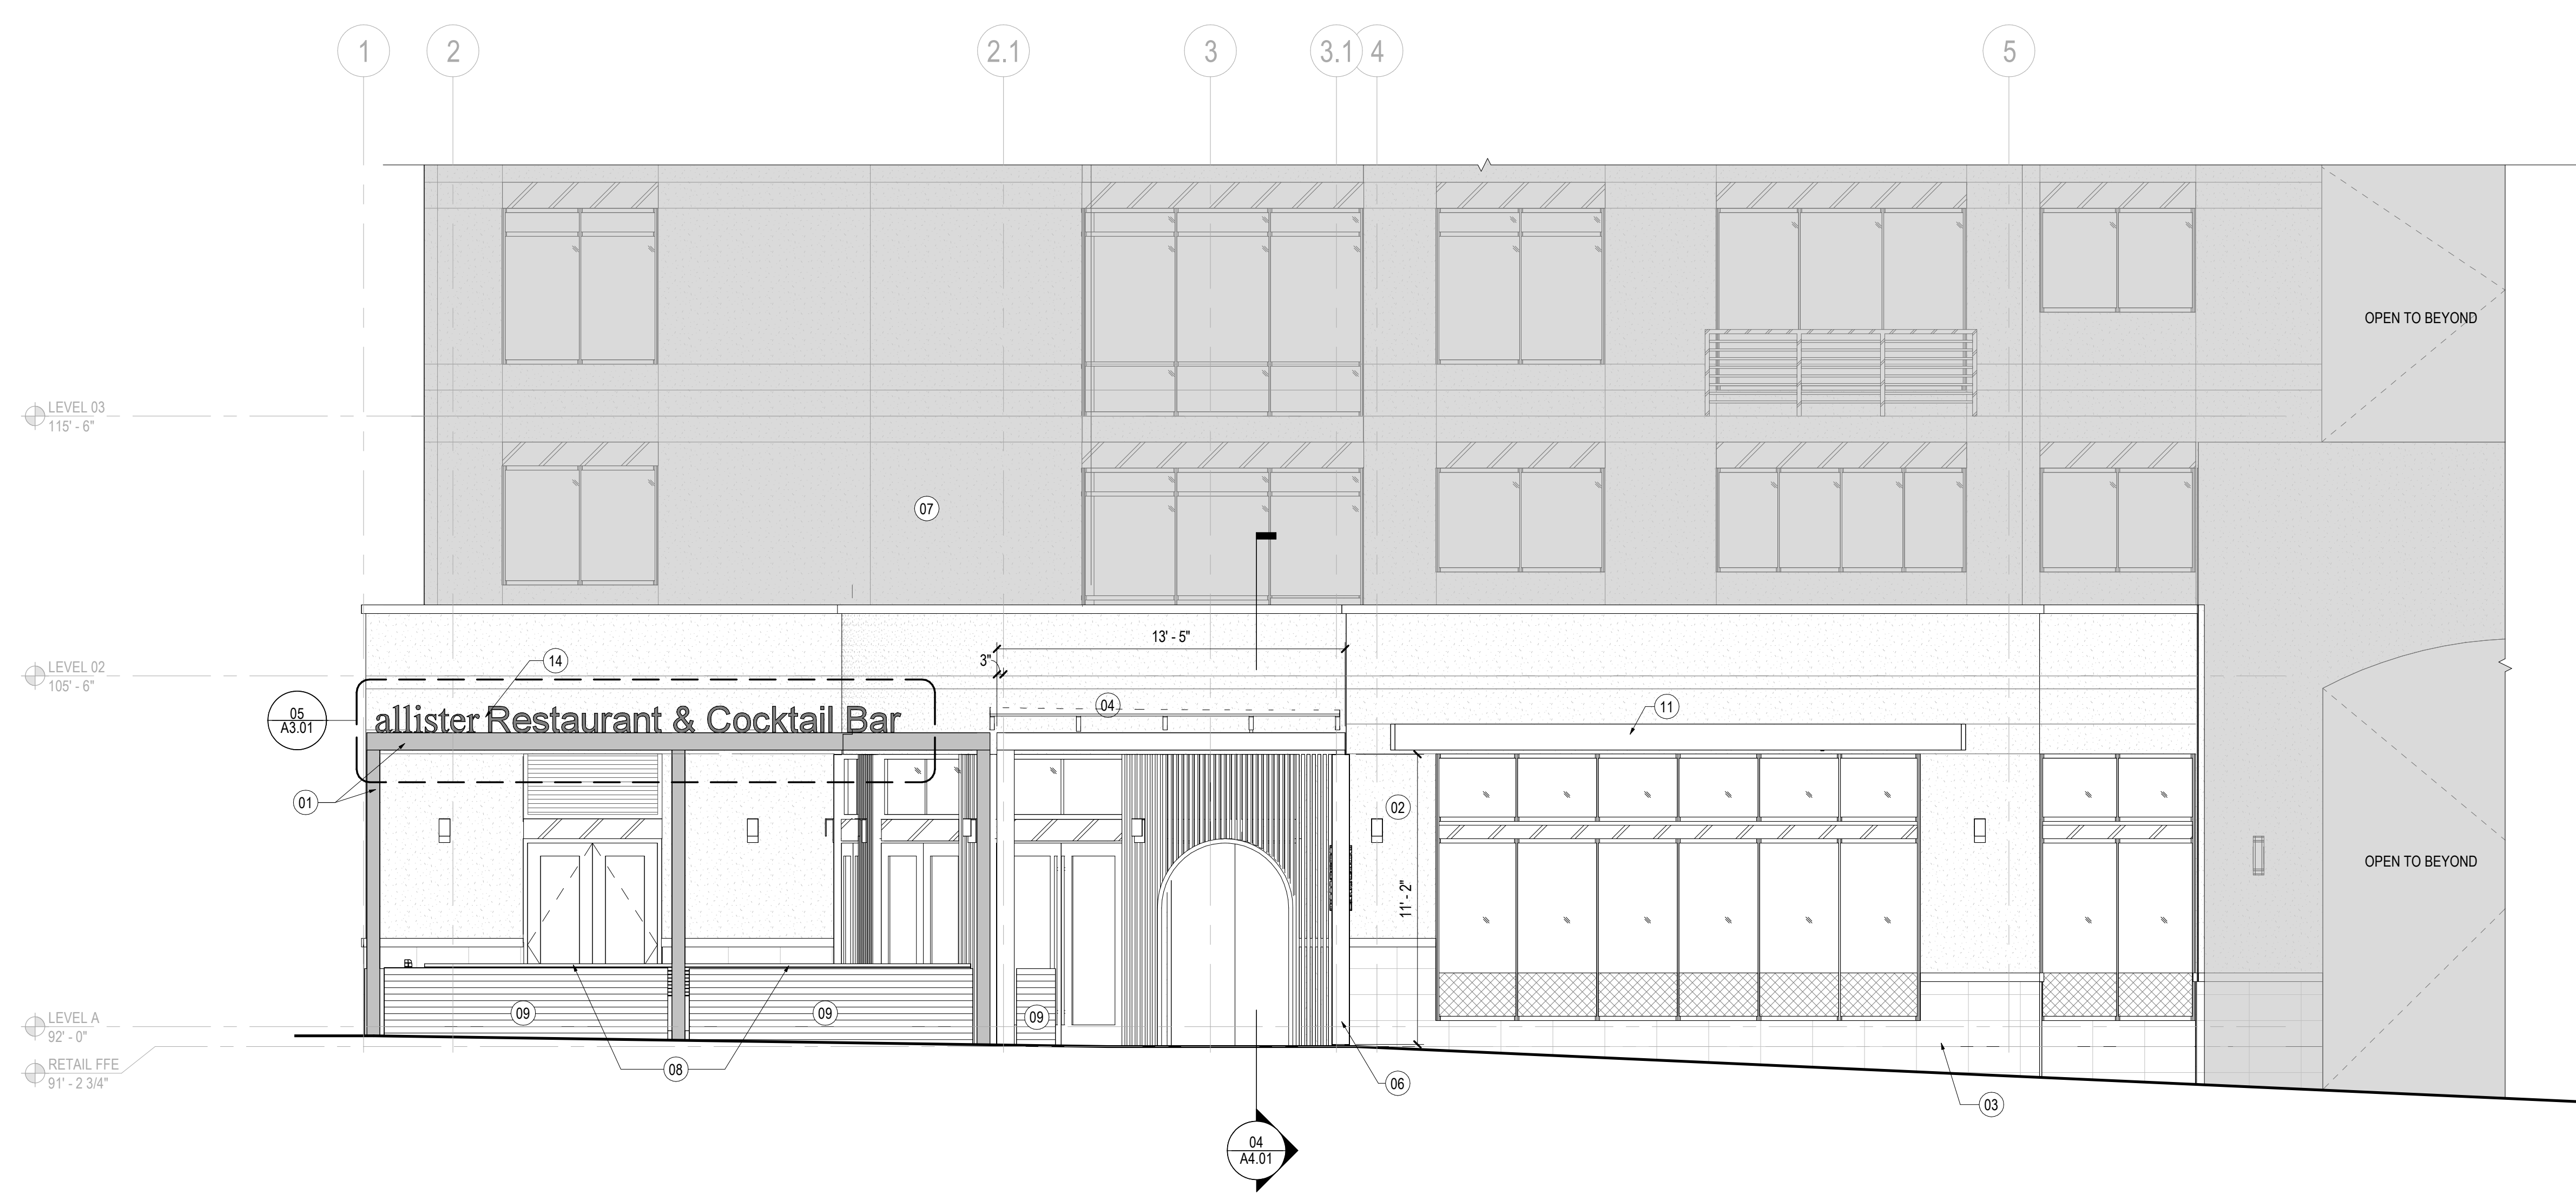 1
2
2.1
3
3.1
4
5
OPEN TO BEYOND
LEVEL 03
115' - 6"
07
13' - 5"
3"
14
LEVEL 02
105' - 6"
04
11
05
A3.01
allister Restaurant & Cocktail Bar
01
02
OPEN TO BEYOND
11' - 2"
09
09
09
LEVEL A
92' - 0"
RETAIL FFE
91' - 2 3/4"
08
06
03
04
A4.01